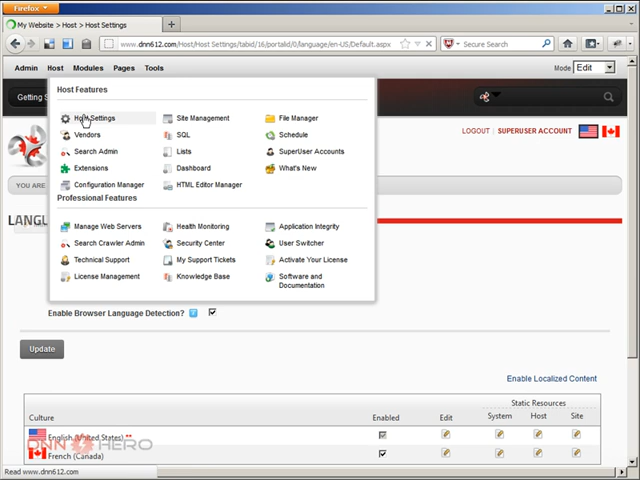 Firefox
My Website > Host > Host Settings
www.dnn612.com/Host/Host Settings/tabid/16/portalid/0/language/en-US/Default.aspx
Secure Search
Admin Host Modules Pages Tools
Mode Edit
Host Features
Getting S
Host Settings Site Management File Manager
Vendors SQL Schedule
Search Admin Lists SuperUser Accounts
LOGOUT SUPERUSER ACCOUNT
Extensions Dashboard What's New
Configuration Manager HTML Editor Manager
YOU ARE
Professional Features
LANGU
Manage Web Servers Health Monitoring Application Integrity
Search Crawler Admin Security Center User Switcher
Technical Support My Support Tickets Activate Your License
License Management Knowledge Base Software and
Documentation
Enable Browser Language Detection? ?
Update
Enable Localized Content
Static Resources
Culture Enabled Edit System Host Site
English (United States) **
DNN HERO
French (Canada)
Read www.dnn612.com